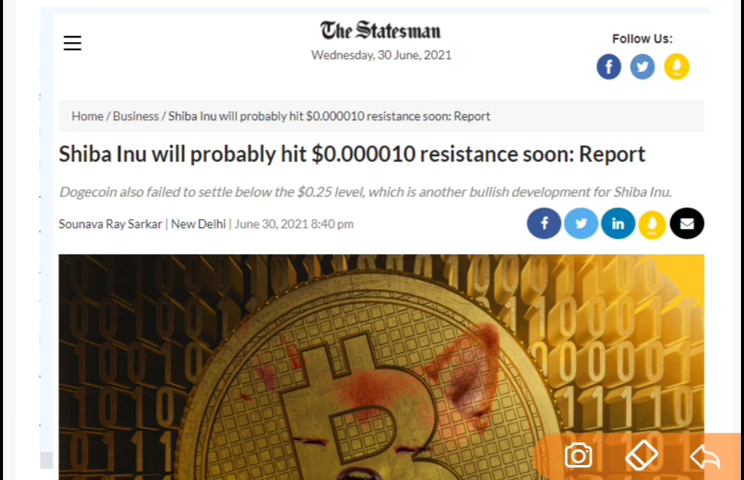 The Statesman
Wednesday, 30 June, 2021
Follow Us:
Home / Business / Shiba Inu will probably hit $0.000010 resistance soon: Report
Shiba Inu will probably hit $0.000010 resistance soon: Report
Dogecoin also failed to settle below the $0.25 level, which is another bullish development for Shiba Inu.
Sounava Ray Sarkar | New Delhi | June 30, 2021 8:40 pm